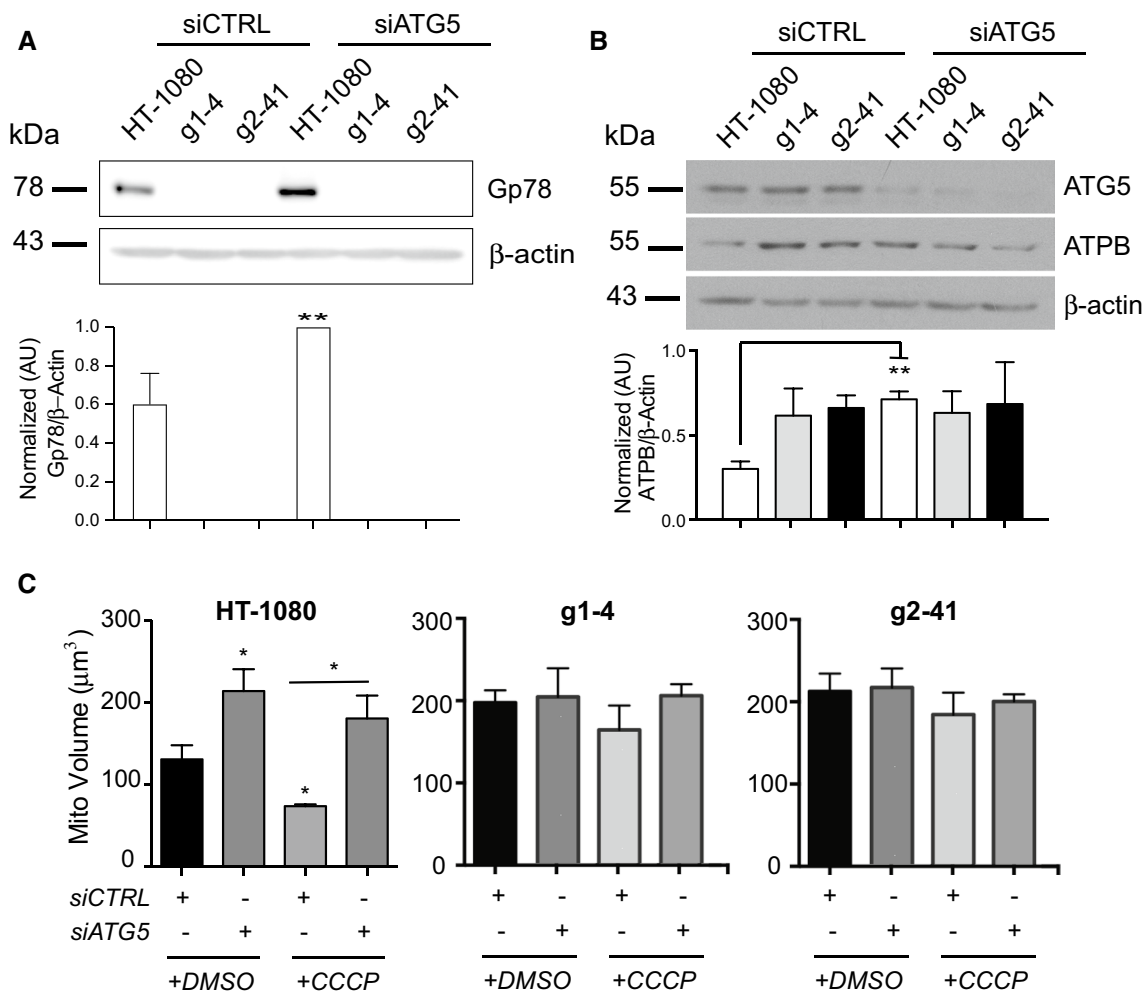 A
siCTRL
siATG5
HT-1080
g1-4
g2-41
HT-1080
g1-4
g2-41
kDa
78
Gp78
43
β-actin
Normalized (AU)
Gp78/β–Actin
1.0
0.8
0.6
0.4
0.2
0.0
**
B
siCTRL
siATG5
HT-1080
g1-4
g2-41
HT-1080
g1-4
g2-41
kDa
55
ATG5
55
ATPB
43
β-actin
Normalized (AU)
ATPB/β-Actin
1.0
0.5
0.0
**
C
HT-1080
Mito Volume (μm³)
300
200
100
0
*
*
*
g1-4
300
200
100
0
g2-41
300
200
100
0
siCTRL + - + - + - + - + - + -
siATG5 - + - + - + - + - + - +
+DMSO +CCCP +DMSO +CCCP +DMSO +CCCP